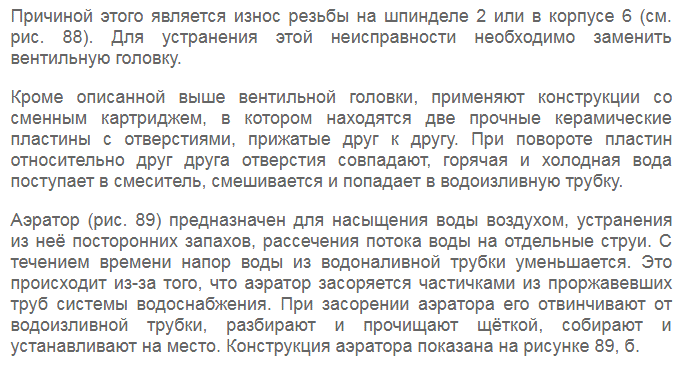 Причиной этого является износ резьбы на шпинделе 2 или в корпусе 6 (см.
рис. 88). Для устранения этой неисправности необходимо заменить
вентильную головку.
Кроме описанной выше вентильной головки, применяют конструкции со
сменным картриджем, в котором находятся две прочные керамические
пластины с отверстиями, прижатые друг к другу. При повороте пластин
относительно друг друга отверстия совпадают, горячая и холодная вода
поступает в смеситель, смешивается и попадает в водоизливную трубку.
Аэратор (рис. 89) предназначен для насыщения воды воздухом, устранения
из неё посторонних запахов, рассечения потока воды на отдельные струи. С
течением времени напор воды из водоналивной трубки уменьшается. Это
происходит из-за того, что аэратор засоряется частичками из проржавевших
труб системы водоснабжения. При засорении аэратора его отвинчивают от
водоизливной трубки, разбирают и прочищают щёткой, собирают и
устанавливают на место. Конструкция аэратора показана на рисунке 89, б.